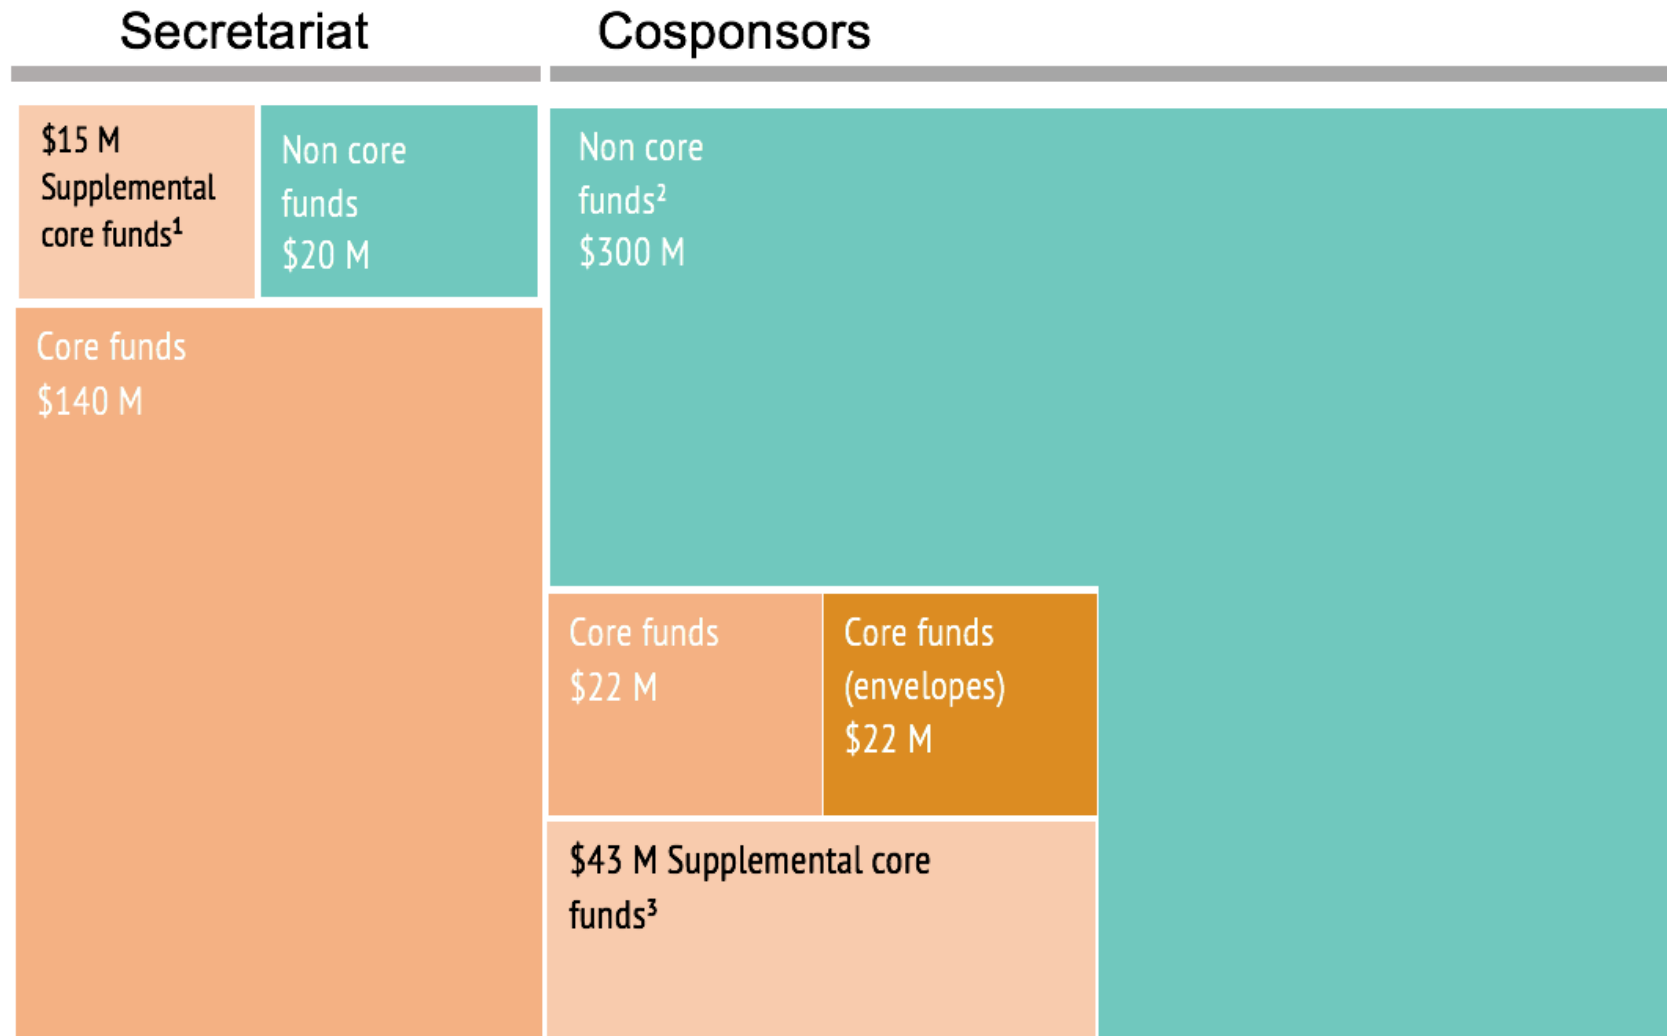 Secretariat
Cosponsors
$15 M
Supplemental
core funds¹
Non core
funds
$20 M
Non core
funds²
$300 M
Core funds
$140 M
Core funds
$22 M
Core funds
(envelopes)
$22 M
$43 M Supplemental core
funds³